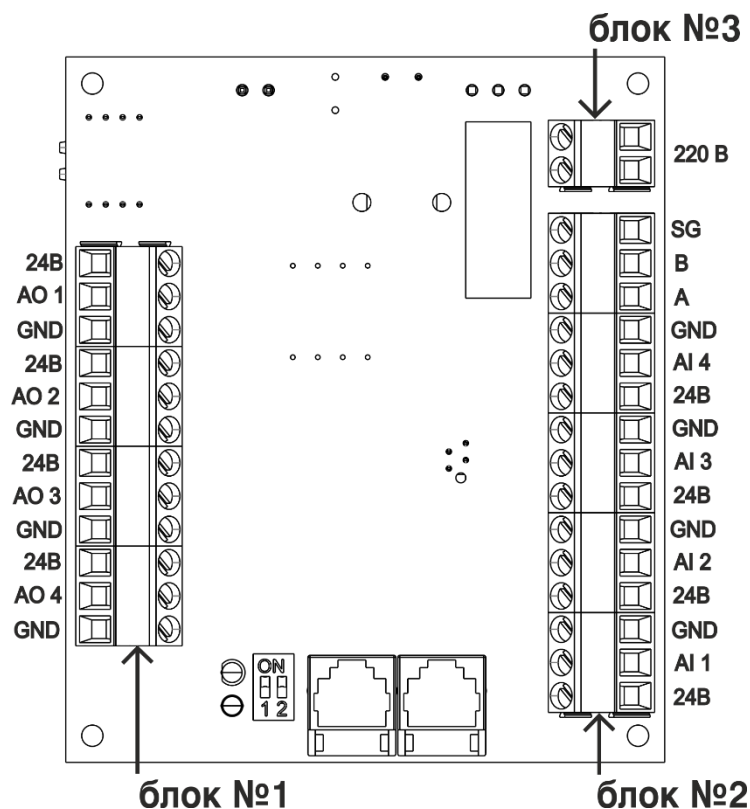 блок №3
220 В
SG
B
A
GND
AI 4
24В
GND
AI 3
24В
GND
AI 2
24В
GND
AI 1
24В
24В
AO 1
GND
24В
AO 2
GND
24В
AO 3
GND
24В
AO 4
GND
ON
1 2
блок №1
блок №2